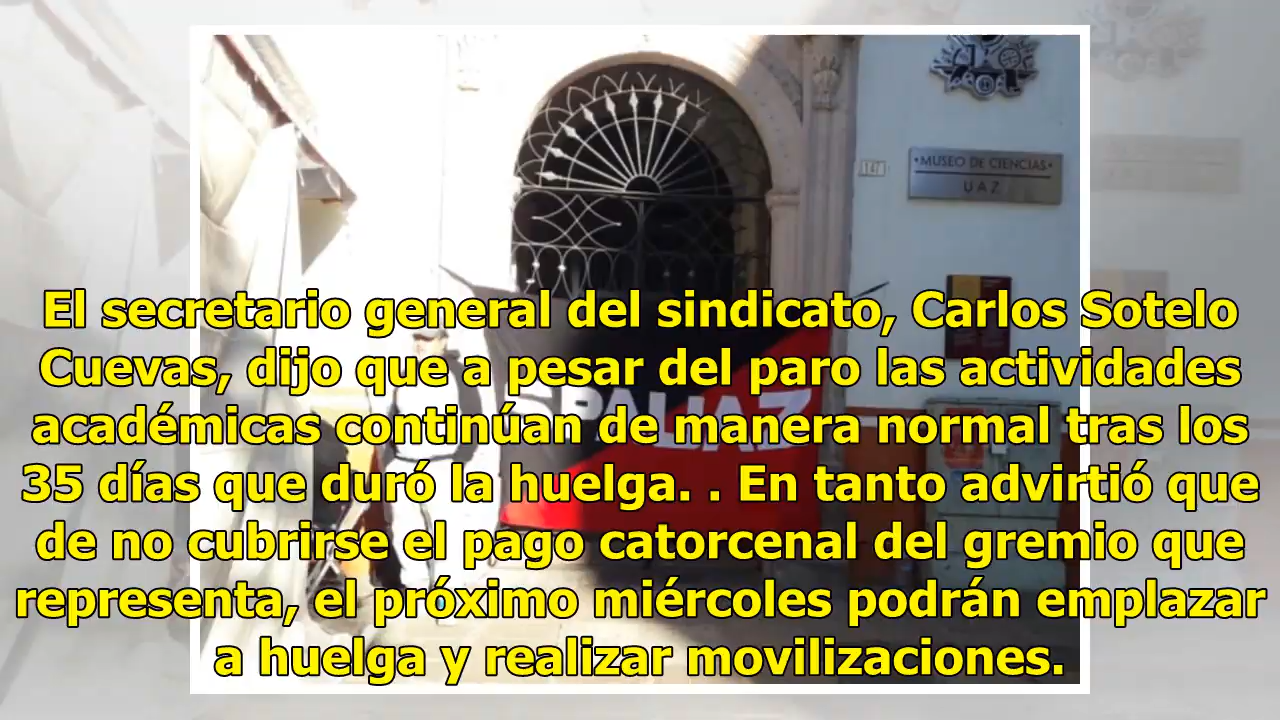 •MUSEO DE CIENCIAS•
UAZ
147
El secretario general del sindicato, Carlos Sotelo
Cuevas, dijo que a pesar del paro las actividades
académicas continúan de manera normal tras los
35 días que duró la huelga. . En tanto advirtió que
de no cubrirse el pago catorcenal del gremio que
representa, el próximo miércoles podrán emplazar
a huelga y realizar movilizaciones.
SPAUAZ